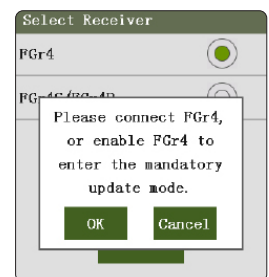 Select Receiver
FGr4
Please connect FGr4,
or enable FGr4 to
enter the mandatory
update mode.
OK
Cancel